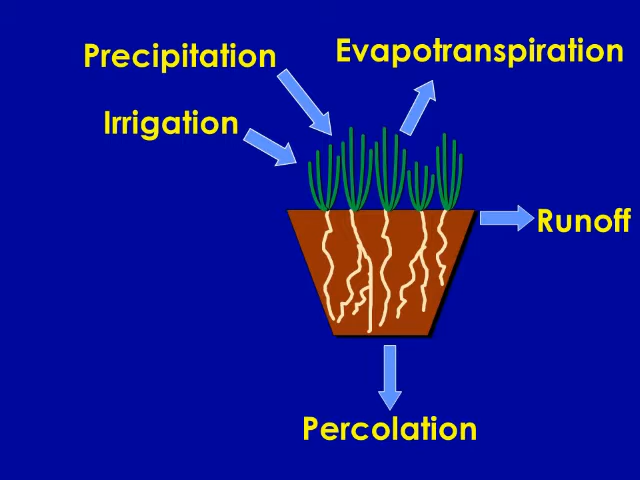 Precipitation
Evapotranspiration
Irrigation
Runoff
Percolation